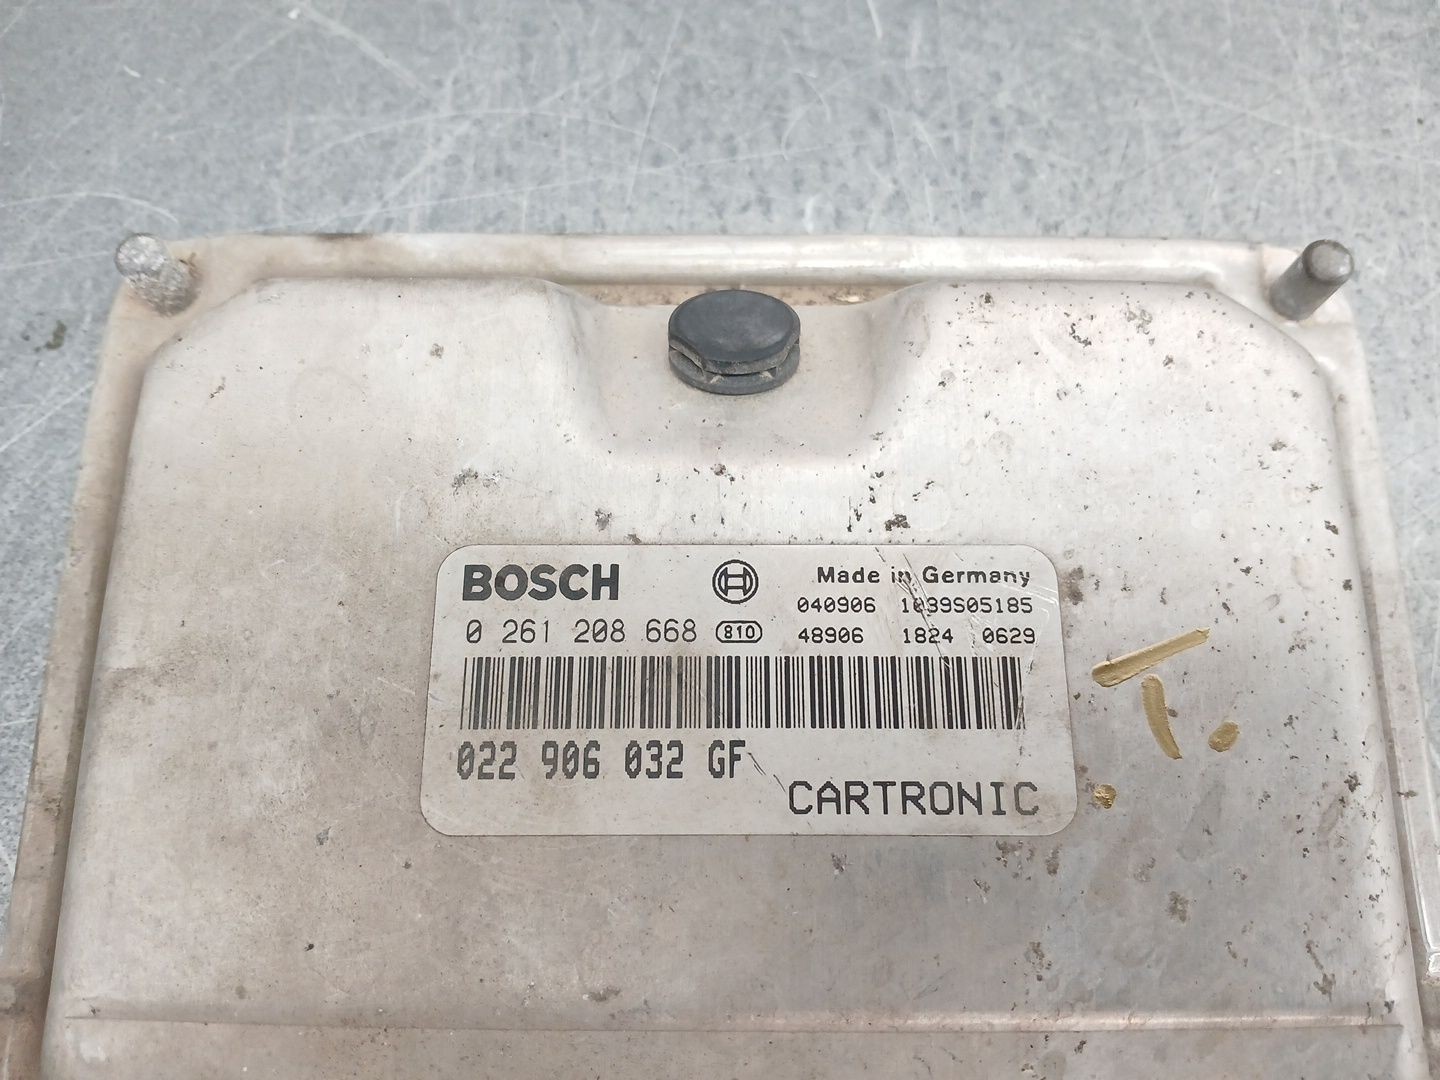 BOSCH
Made in Germany
040906 1039S05185
0 261 208 668 810
48906 1824 0629
022 906 032 GF
CARTRONIC
T.